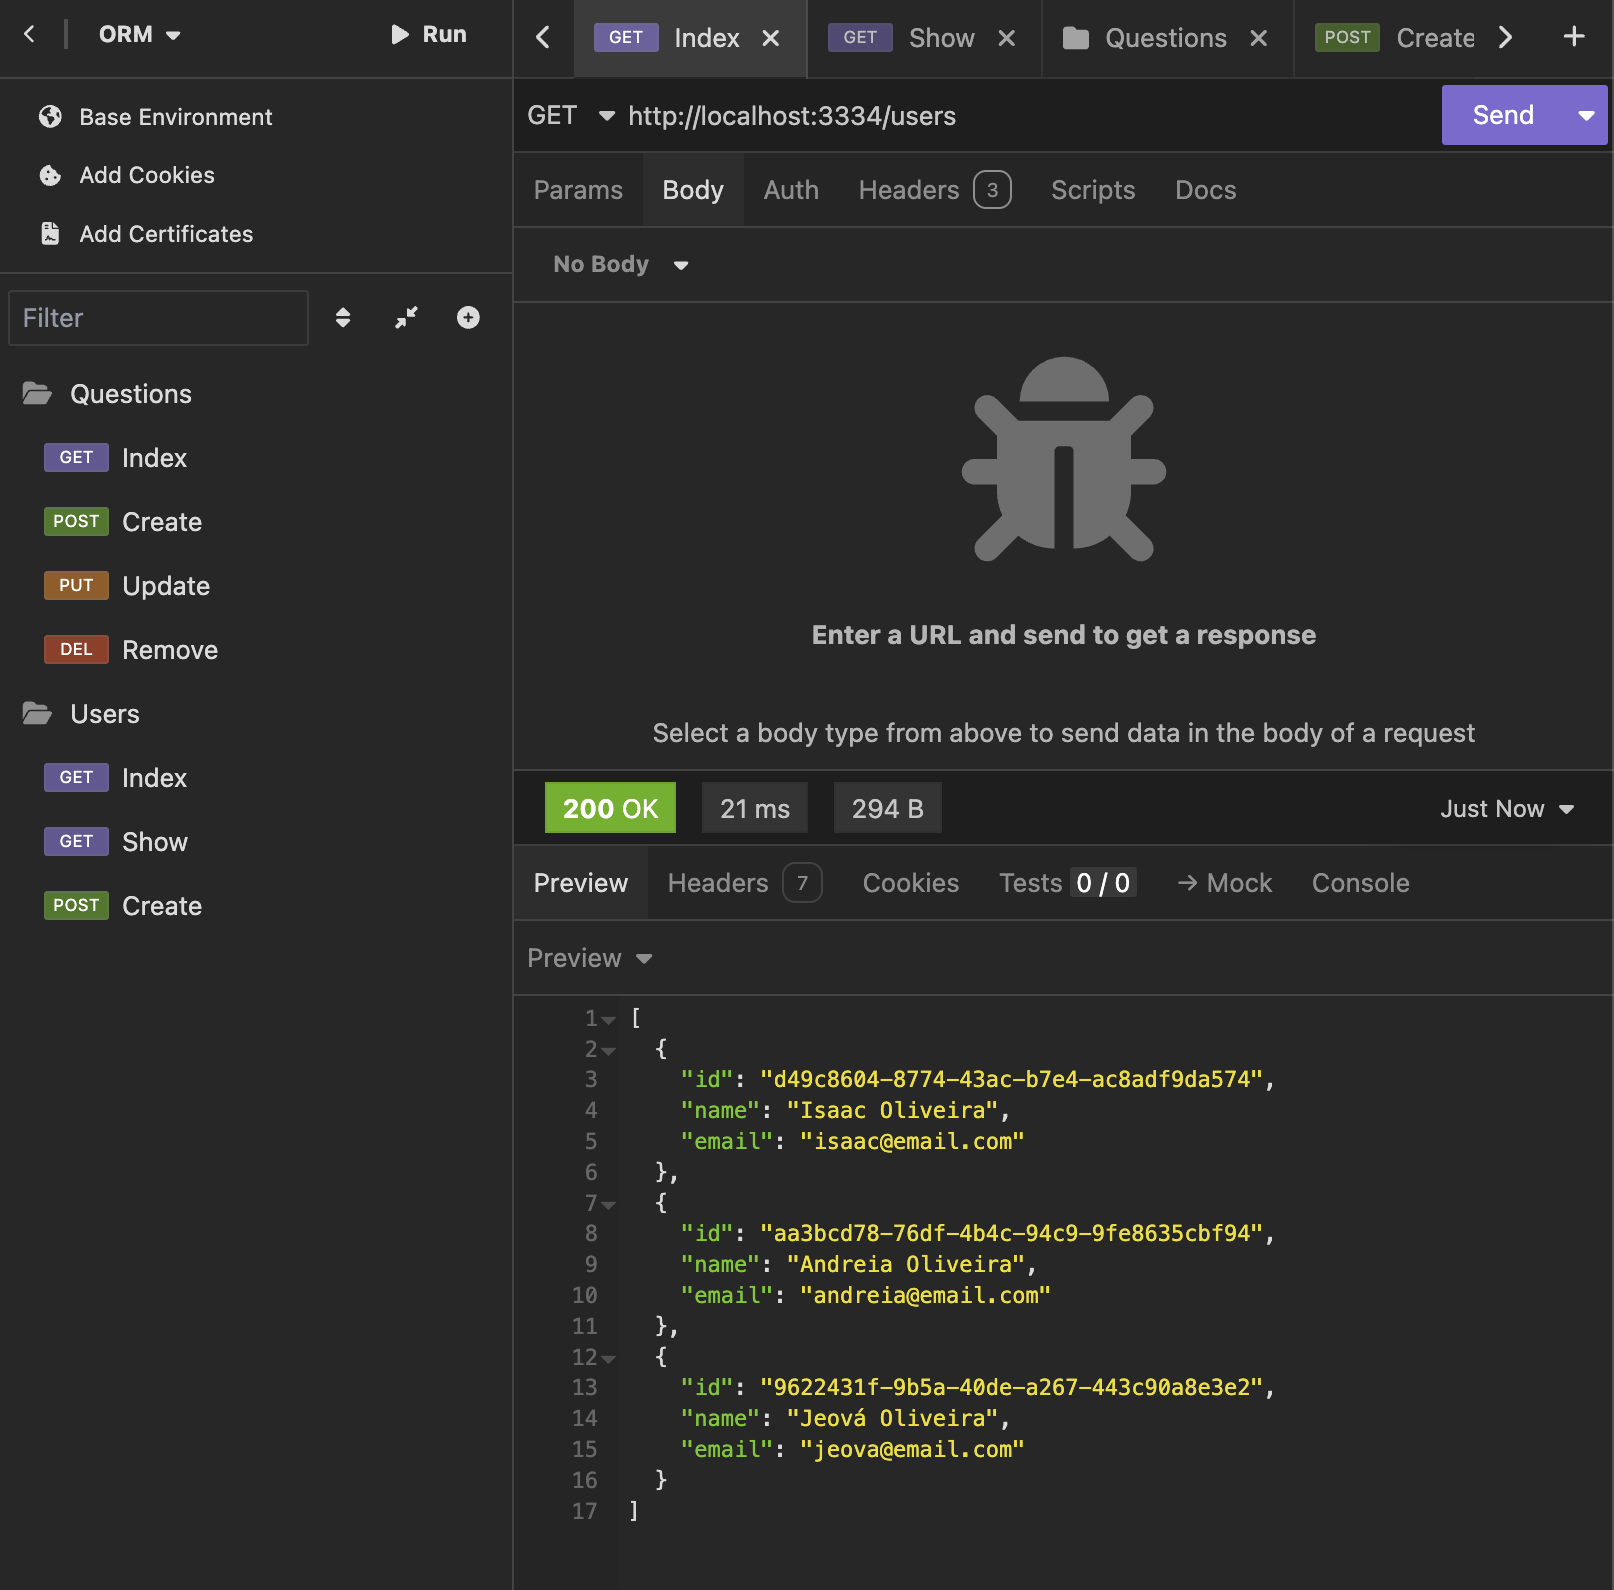 ORM
Run
GET Index
GET Show
Questions
POST Create
Base Environment
Add Cookies
Add Certificates
Filter
Questions
GET Index
POST Create
PUT Update
DEL Remove
Users
GET Index
GET Show
POST Create
GET http://localhost:3334/users
Send
Params Body Auth Headers 3 Scripts Docs
No Body
Enter a URL and send to get a response
Select a body type from above to send data in the body of a request
200 OK 21 ms 294 B Just Now
Preview Headers 7 Cookies Tests 0 / 0 → Mock Console
Preview
1 [
2 {
3 "id": "d49c8604-8774-43ac-b7e4-ac8adf9da574",
4 "name": "Isaac Oliveira",
5 "email": "isaac@email.com"
6 },
7 {
8 "id": "aa3bcd78-76df-4b4c-94c9-9fe8635cbf94",
9 "name": "Andreia Oliveira",
10 "email": "andreia@email.com"
11 },
12 {
13 "id": "9622431f-9b5a-40de-a267-443c90a8e3e2",
14 "name": "Jeová Oliveira",
15 "email": "jeova@email.com"
16 }
17 ]